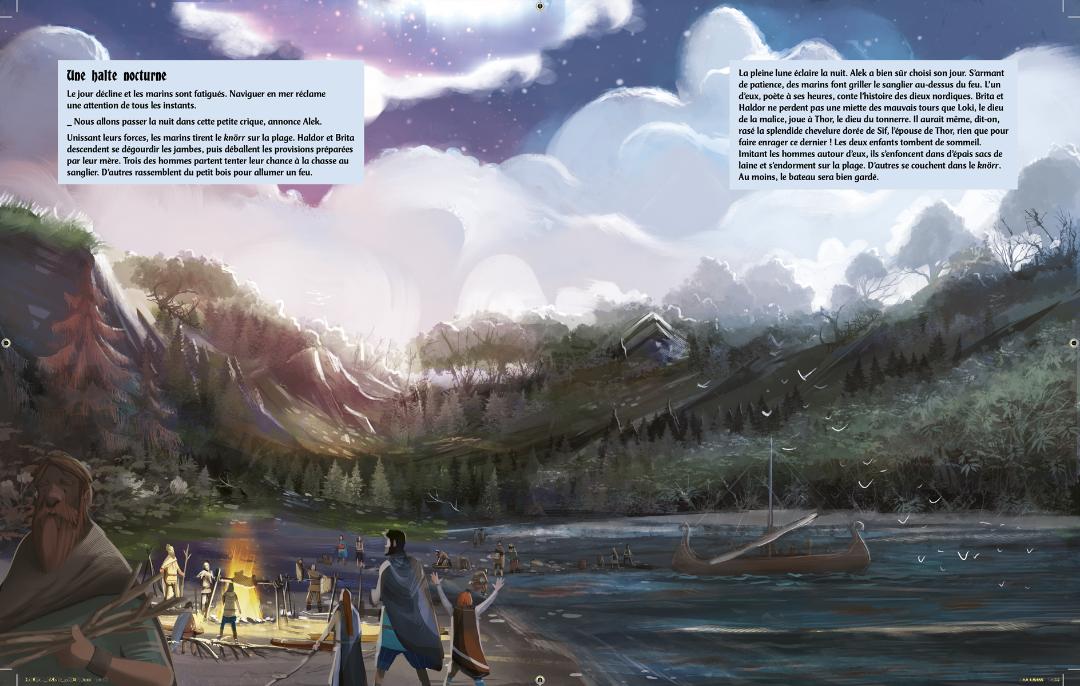 Une halte nocturne
Le jour décline et les marins sont fatigués. Naviguer en mer réclame
une attention de tous les instants.
_ Nous allons passer la nuit dans cette petite crique, annonce Alek.
Unissant leurs forces, les marins tirent le knörr sur la plage. Haldor et Brita
descendent se dégourdir les jambes, puis déballent les provisions préparées
par leur mère. Trois des hommes partent tenter leur chance à la chasse au
sanglier. D'autres rassemblent du petit bois pour allumer un feu.
La pleine lune éclaire la nuit. Alek a bien sûr choisi son jour. S'armant
de patience, des marins font griller le sanglier au-dessus du feu. L'un
d'eux, poète à ses heures, conte l'histoire des dieux nordiques. Brita et
Haldor ne perdent pas une miette des mauvais tours que Loki, le dieu
de la malice, joue à Thor, le dieu du tonnerre. Il aurait même, dit-on,
rasé la splendide chevelure dorée de Sif, l'épouse de Thor, rien que pour
faire enrager ce dernier ! Les deux enfants tombent de sommeil.
Imitant les hommes autour d'eux, ils s'enfoncent dans d'épais sacs de
laine et s'endorment sur la plage. D'autres se couchent dans le knörr.
Au moins, le bateau sera bien gardé.